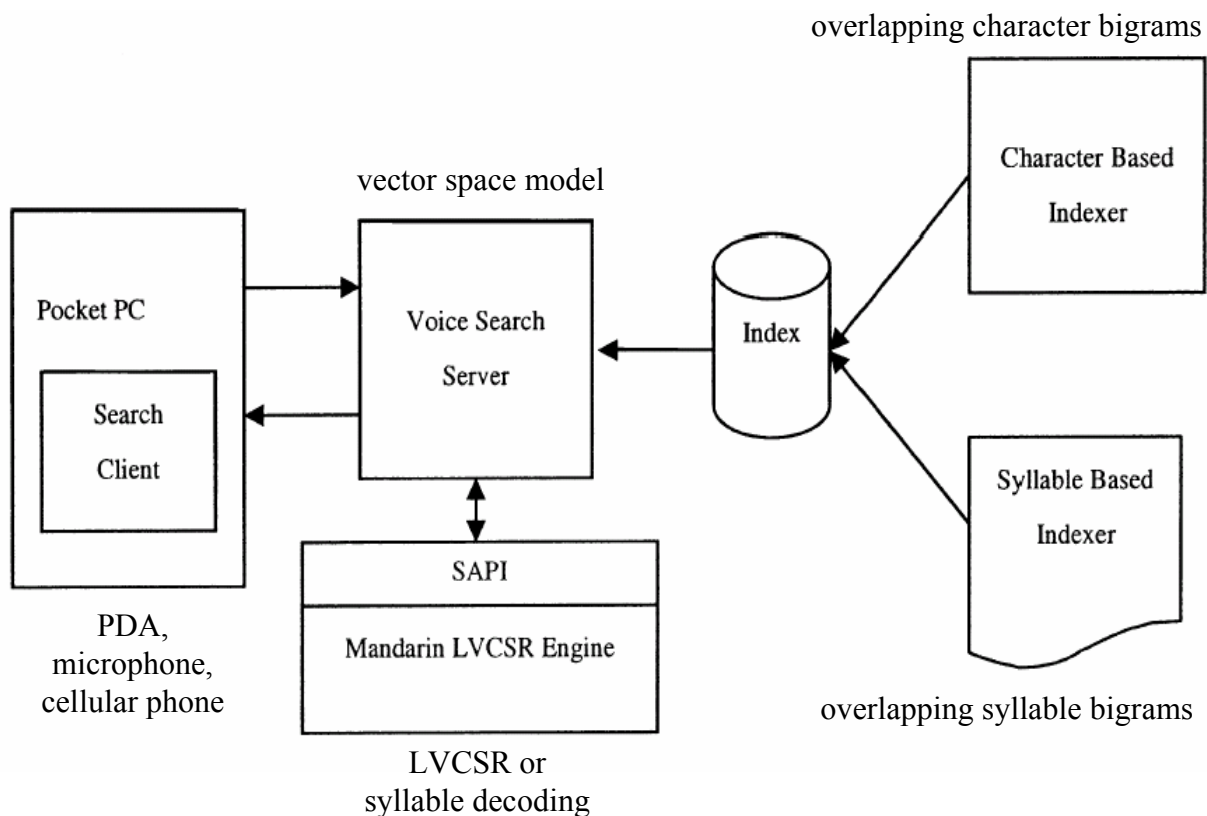 overlapping character bigrams
Character Based
Indexer
vector space model
Pocket PC
Search
Client
Voice Search
Server
Index
Syllable Based
Indexer
SAPI
Mandarin LVCSR Engine
PDA,
microphone,
cellular phone
overlapping syllable bigrams
LVCSR or
syllable decoding